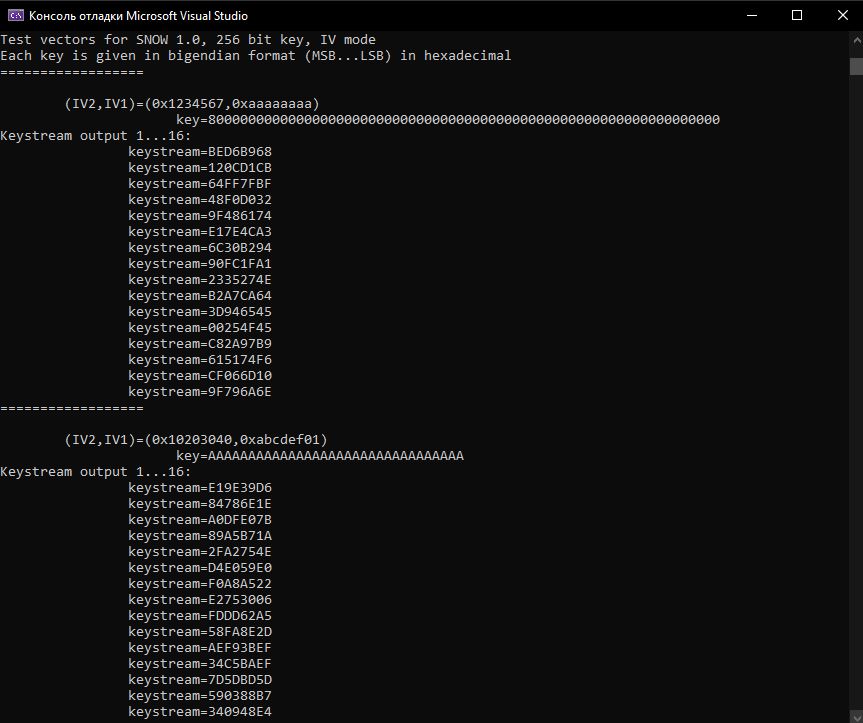 Консоль отладки Microsoft Visual Studio
Test vectors for SNOW 1.0, 256 bit key, IV mode
Each key is given in bigendian format (MSB...LSB) in hexadecimal
==================
(IV2,IV1)=(0x1234567,0xaaaaaaaa)
key=8000000000000000000000000000000000000000000000000000000000000000
Keystream output 1...16:
keystream=BED6B968
keystream=120CD1CB
keystream=64FF7FBF
keystream=48F0D032
keystream=9F486174
keystream=E17E4CA3
keystream=6C30B294
keystream=90FC1FA1
keystream=2335274E
keystream=B2A7CA64
keystream=3D946545
keystream=00254F45
keystream=C82A97B9
keystream=615174F6
keystream=CF066D10
keystream=9F796A6E
==================
(IV2,IV1)=(0x10203040,0xabcdef01)
key=AAAAAAAAAAAAAAAAAAAAAAAAAAAAAAAA
Keystream output 1...16:
keystream=E19E39D6
keystream=84786E1E
keystream=A0DFE07B
keystream=89A5B71A
keystream=2FA2754E
keystream=D4E059E0
keystream=F0A8A522
keystream=E2753006
keystream=FDDD62A5
keystream=58FA8E2D
keystream=AEF93BEF
keystream=34C5BAEF
keystream=7D5DBD5D
keystream=590388B7
keystream=340948E4